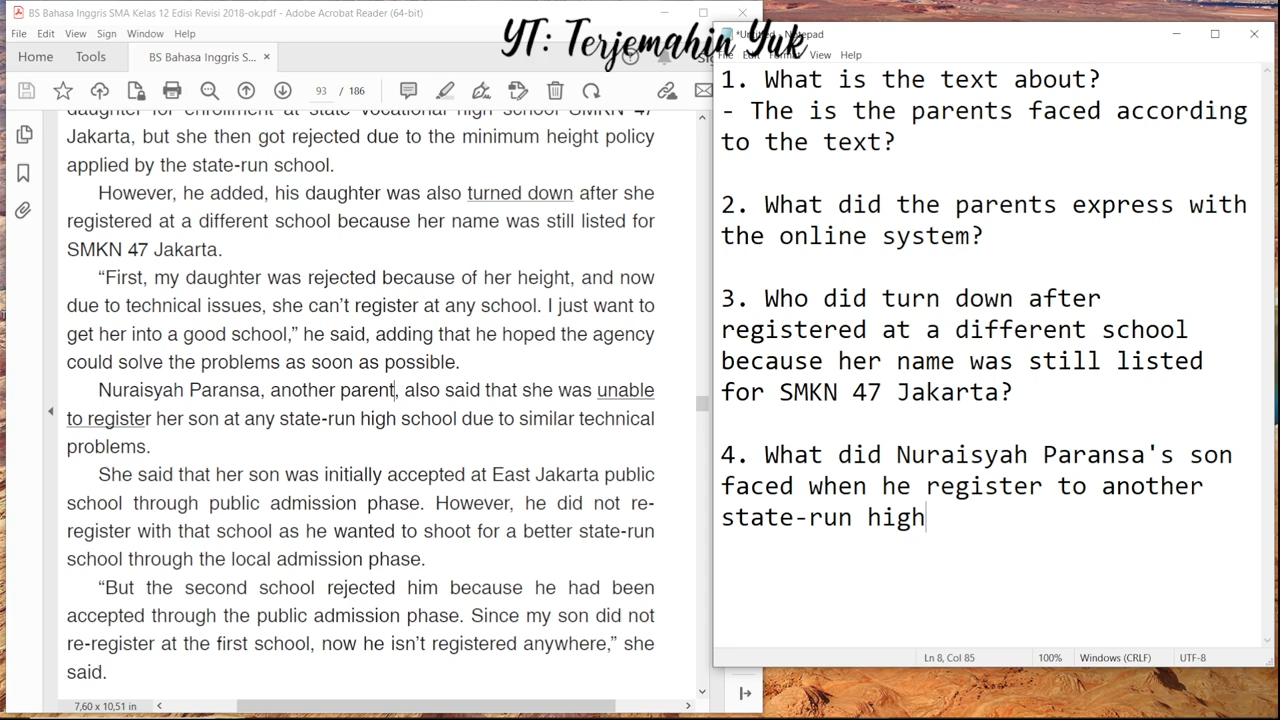 BS Bahasa Inggris SMA Kelas 12 Edisi Revisi 2018-ok.pdf - Adobe Acrobat Reader (64-bit)
File Edit View Sign Window Help
Home Tools BS Bahasa Inggris S... ×
93 / 186
daughter for enrollment at state vocational high school SMKN 47
Jakarta, but she then got rejected due to the minimum height policy
applied by the state-run school.
However, he added, his daughter was also turned down after she
registered at a different school because her name was still listed for
SMKN 47 Jakarta.
“First, my daughter was rejected because of her height, and now
due to technical issues, she can’t register at any school. I just want to
get her into a good school,” he said, adding that he hoped the agency
could solve the problems as soon as possible.
Nuraisyah Paransa, another parent, also said that she was unable
to register her son at any state-run high school due to similar technical
problems.
She said that her son was initially accepted at East Jakarta public
school through public admission phase. However, he did not re-
register with that school as he wanted to shoot for a better state-run
school through the local admission phase.
“But the second school rejected him because he had been
accepted through the public admission phase. Since my son did not
re-register at the first school, now he isn’t registered anywhere,” she
said.
7,60 x 10,51 in
YT: Terjemahin Yuk
*Untitled - Notepad
File Edit Format View Help
1. What is the text about?
- The is the parents faced according
to the text?
2. What did the parents express with
the online system?
3. Who did turn down after
registered at a different school
because her name was still listed
for SMKN 47 Jakarta?
4. What did Nuraisyah Paransa's son
faced when he register to another
state-run high
Ln 8, Col 85 100% Windows (CRLF) UTF-8